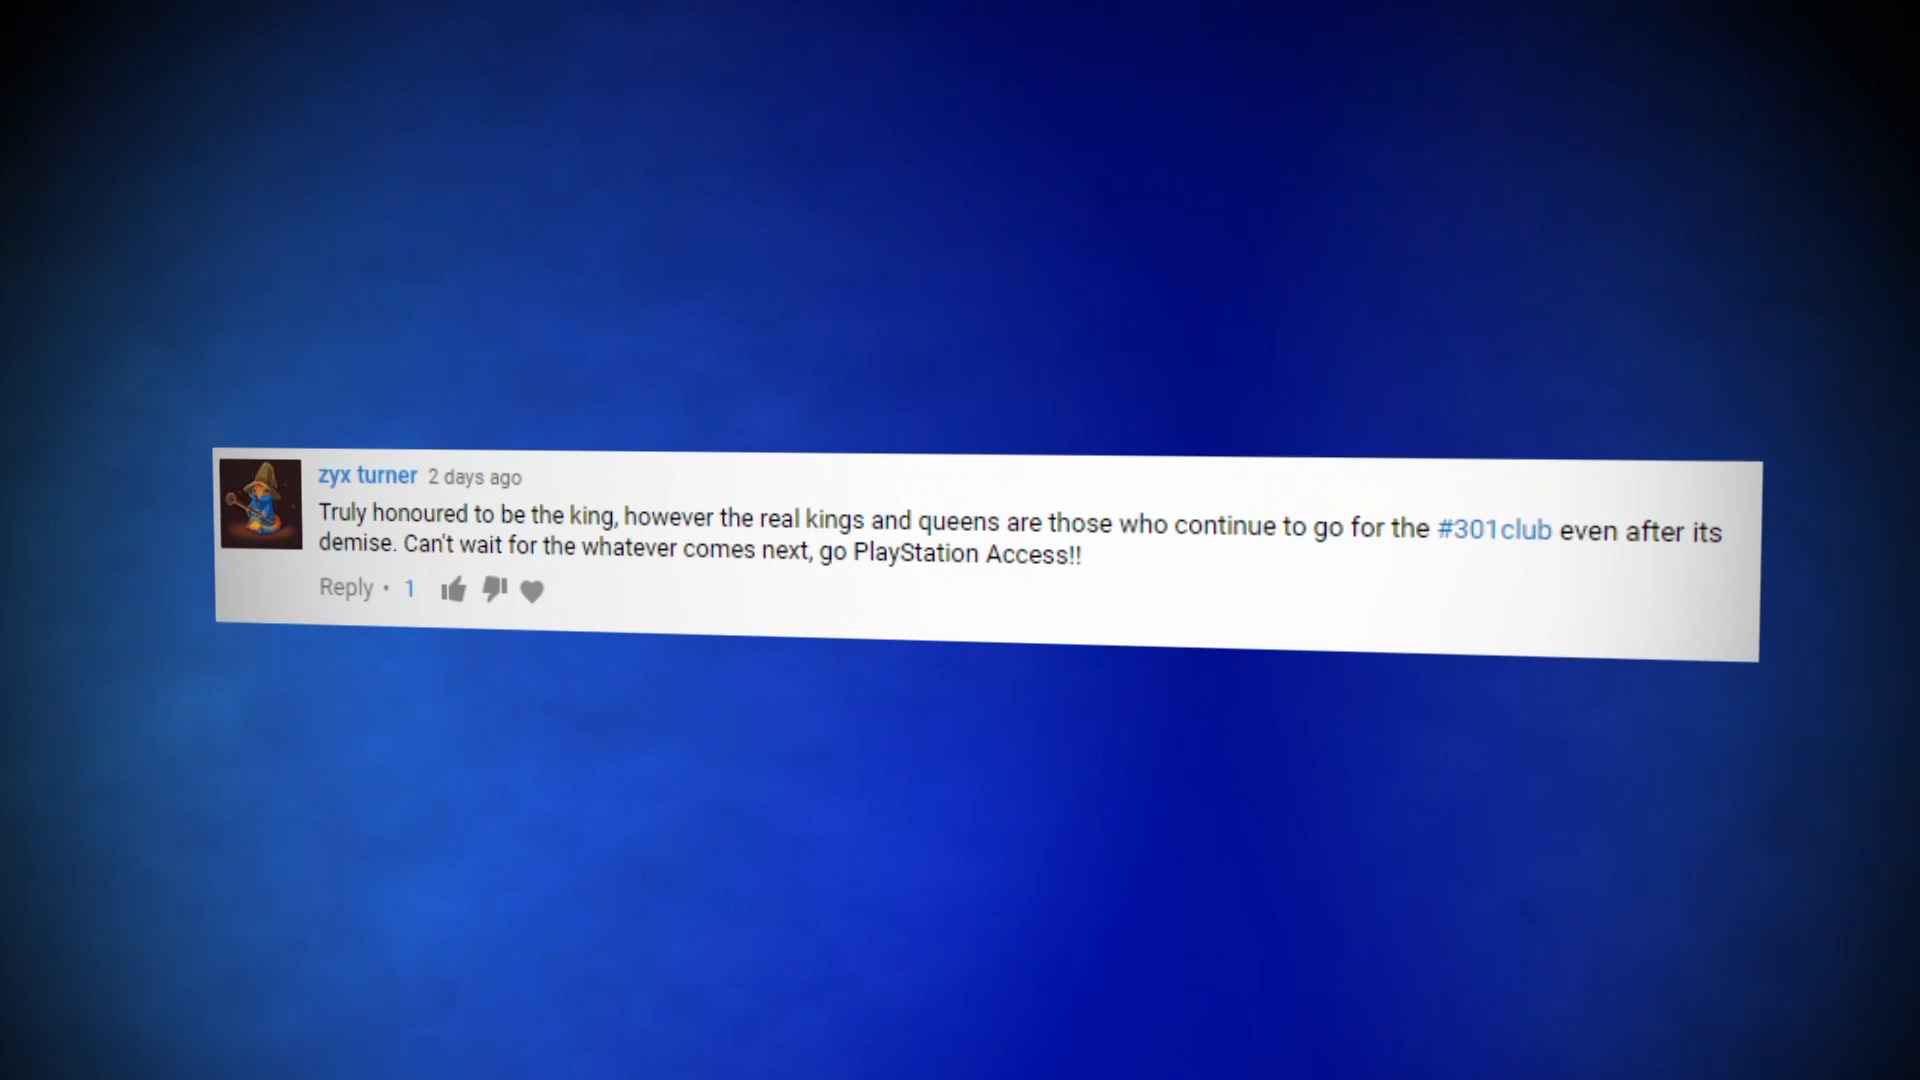 zyx turner 2 days ago
Truly honoured to be the king, however the real kings and queens are those who continue to go for the #301club even after its
demise. Can't wait for the whatever comes next, go PlayStation Access!!
Reply • 1